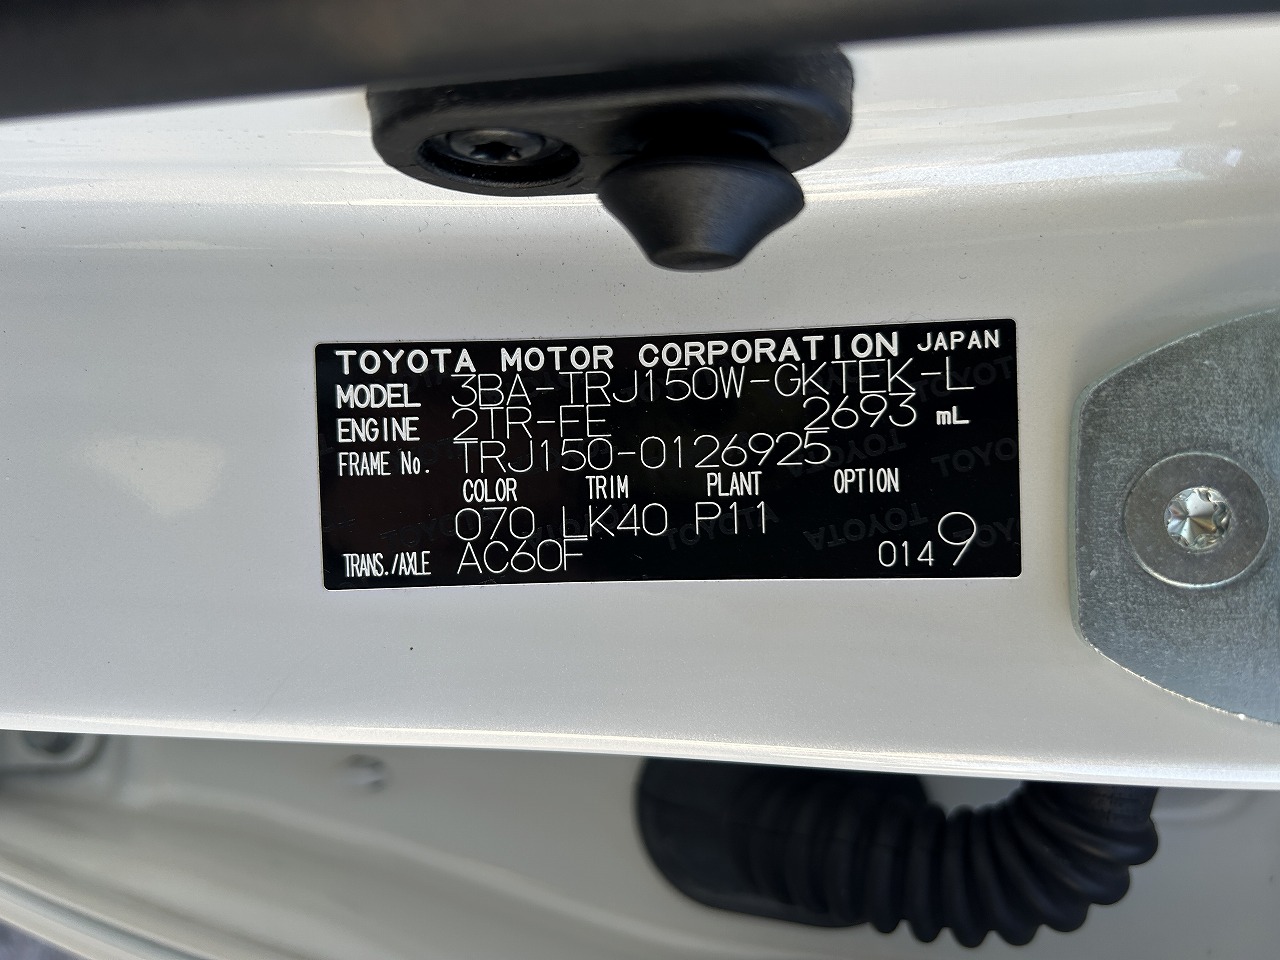 TOYOTA MOTOR CORPORATION JAPAN
MODEL 3BA-TRJ150W-GKTEK-L
ENGINE 2TR-FE 2693 mL
FRAME No. TRJ150-0126925
COLOR TRIM PLANT OPTION
070 LK40 P11
TRANS./AXLE AC60F 0149